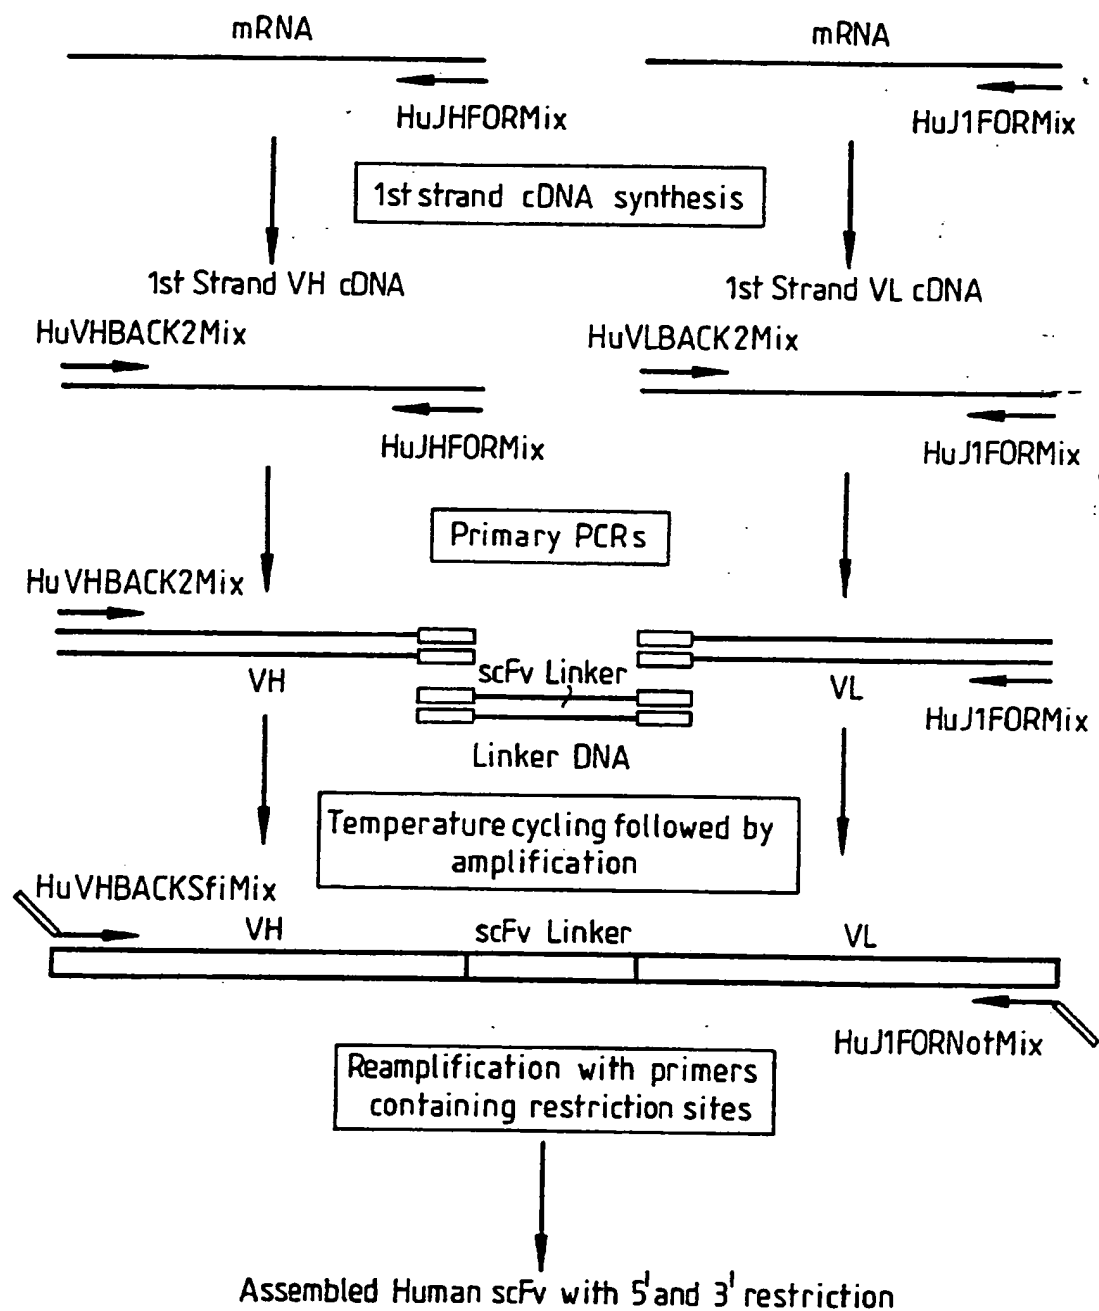 mRNA
mRNA
HuJHFORMix
HuJ1FORMix
1st strand cDNA synthesis
1st Strand VH cDNA
1st Strand VL cDNA
HuVHBACK2Mix
HuVLBACK2Mix
HuJHFORMix
HuJ1FORMix
Primary PCRs
HuVHBACK2Mix
VH
scFv Linker
VL
HuJ1FORMix
Linker DNA
Temperature cycling followed by
amplification
HuVHBACKSfiMix
VH
scFv Linker
VL
HuJ1FORNotMix
Reamplification with primers
containing restriction sites
Assembled Human scFv with 5' and 3' restriction